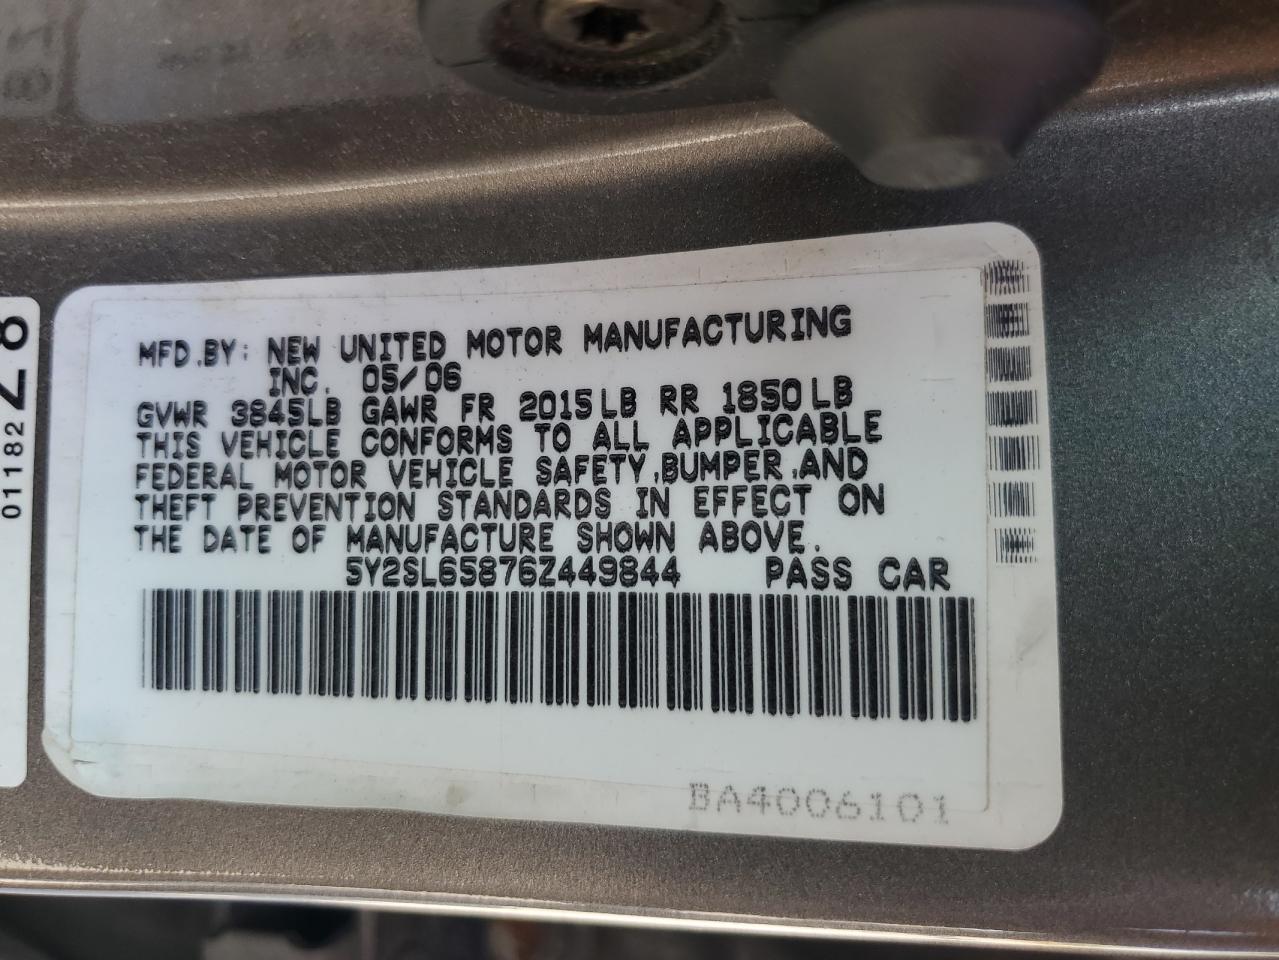 MFD.BY: NEW UNITED MOTOR MANUFACTURING
INC. 05/06
GVWR 3845LB GAWR FR 2015LB RR 1850LB
THIS VEHICLE CONFORMS TO ALL APPLICABLE
FEDERAL MOTOR VEHICLE SAFETY,BUMPER,AND
THEFT PREVENTION STANDARDS IN EFFECT ON
THE DATE OF MANUFACTURE SHOWN ABOVE.
5Y2SL65876Z449844 PASS CAR
BA4006101
01182
Z8